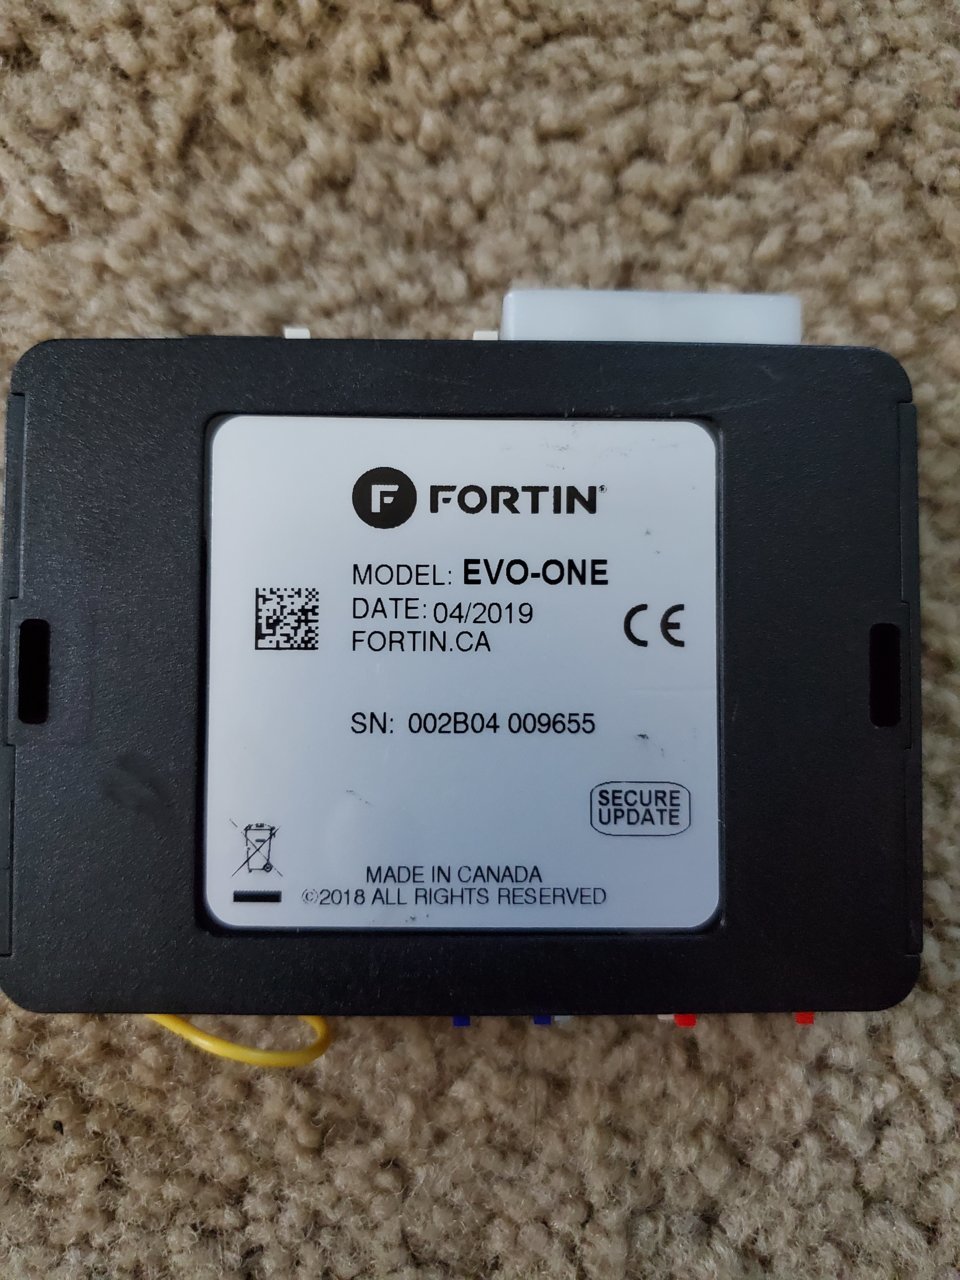 F FORTIN®
MODEL: EVO-ONE
DATE: 04/2019
FORTIN.CA
CE
SN: 002B04 009655
SECURE
UPDATE
MADE IN CANADA
©2018 ALL RIGHTS RESERVED